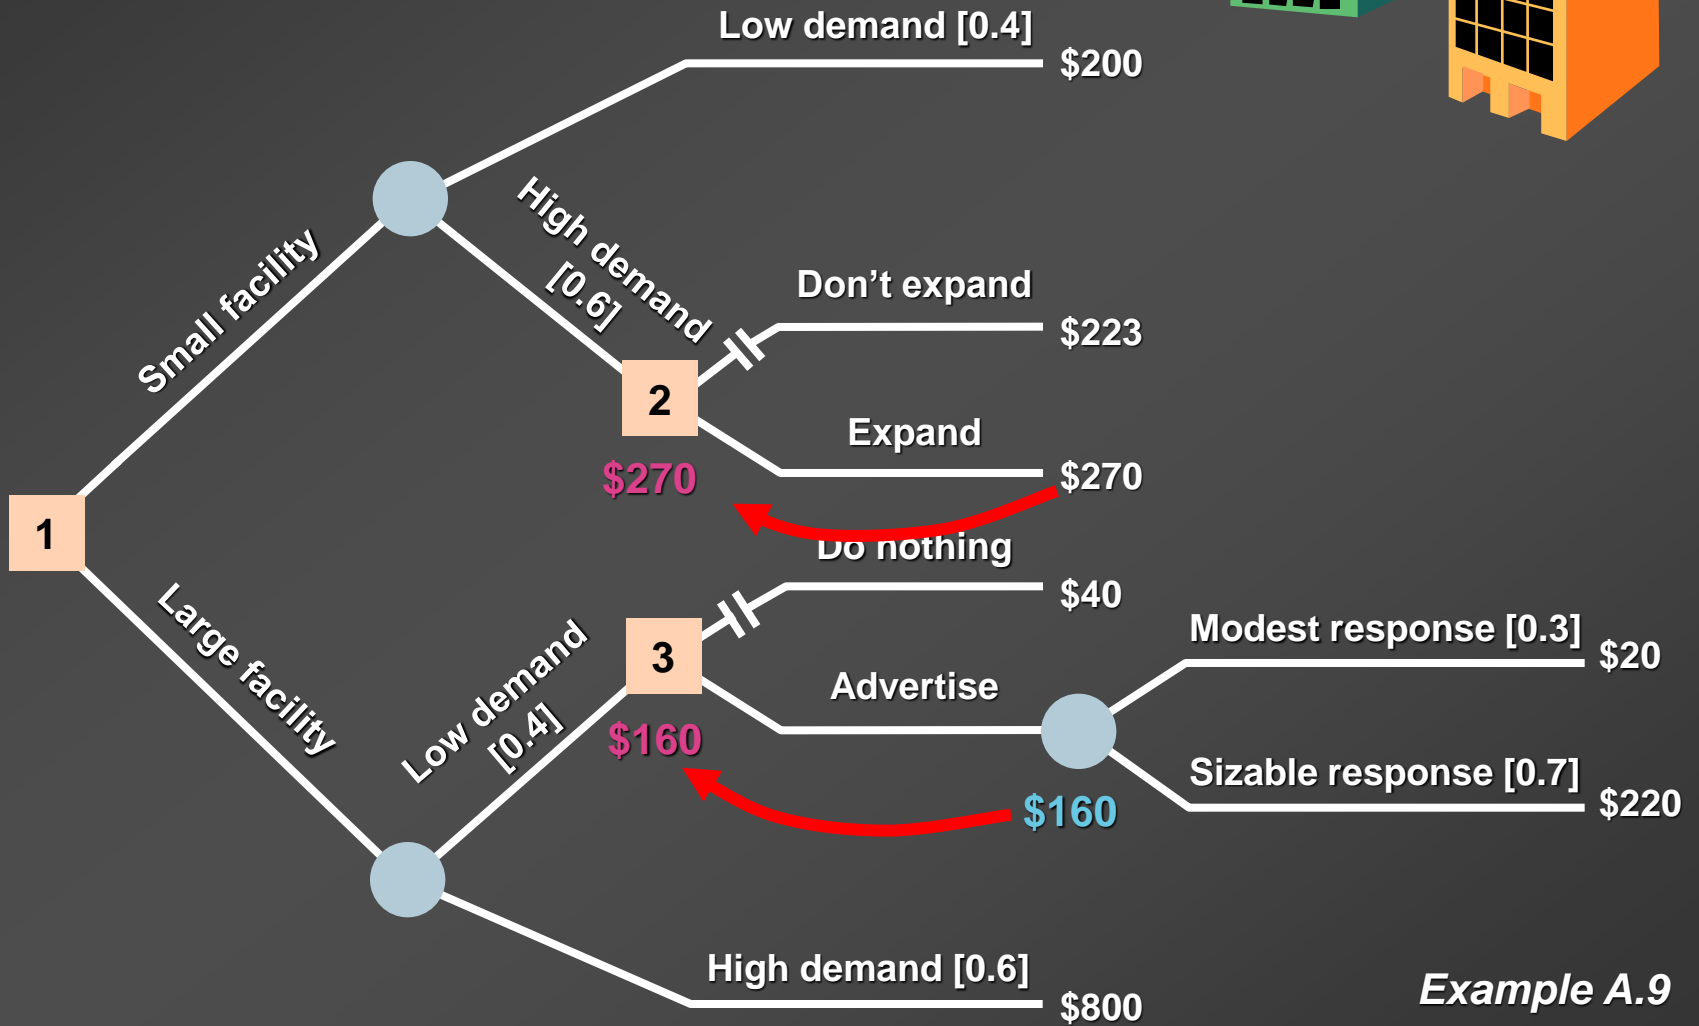 Low demand [0.4]
$200
Small facility
High demand
[0.6]
Don’t expand
$223
2
Expand
$270
$270
1
Do nothing
$40
Large facility
Low demand
[0.4]
3
Modest response [0.3]
$20
Advertise
$160
Sizable response [0.7]
$220
$160
High demand [0.6]
$800
Example A.9